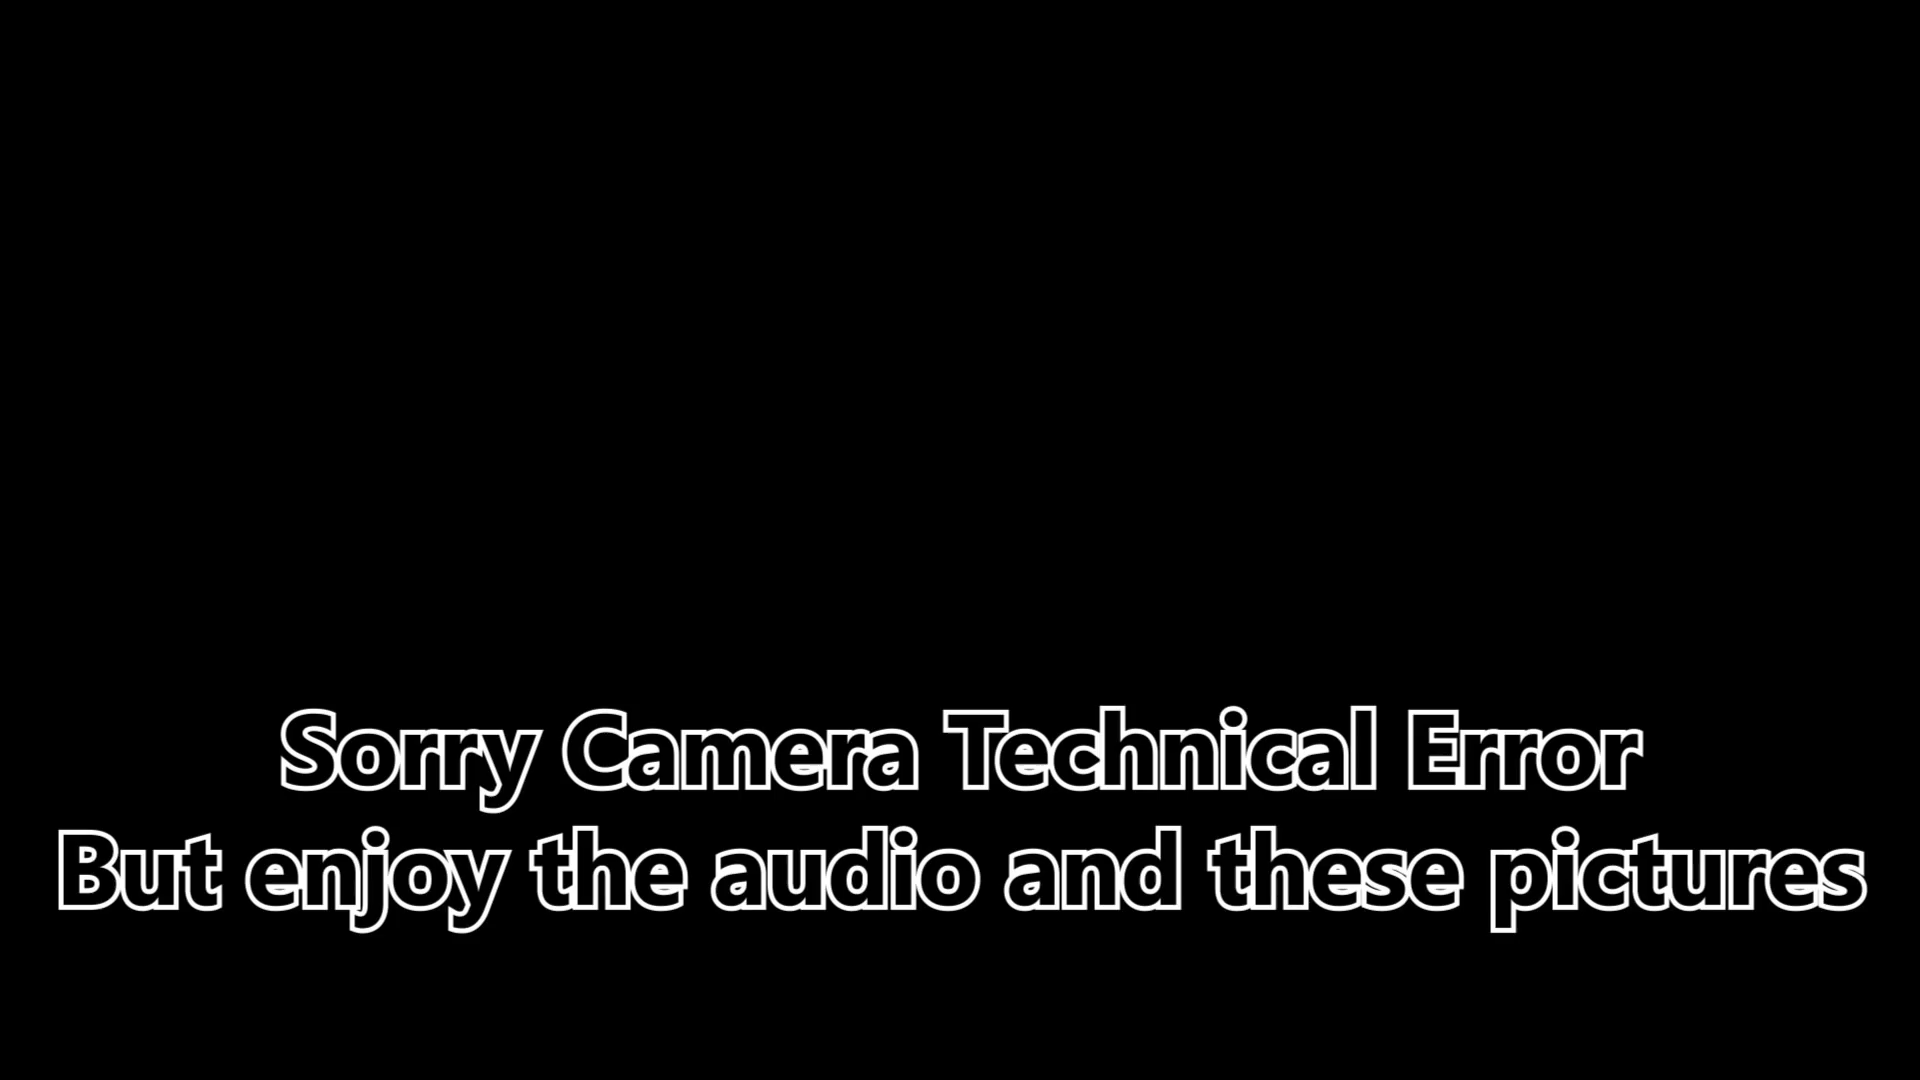 Sorry Camera Technical Error
But enjoy the audio and these pictures